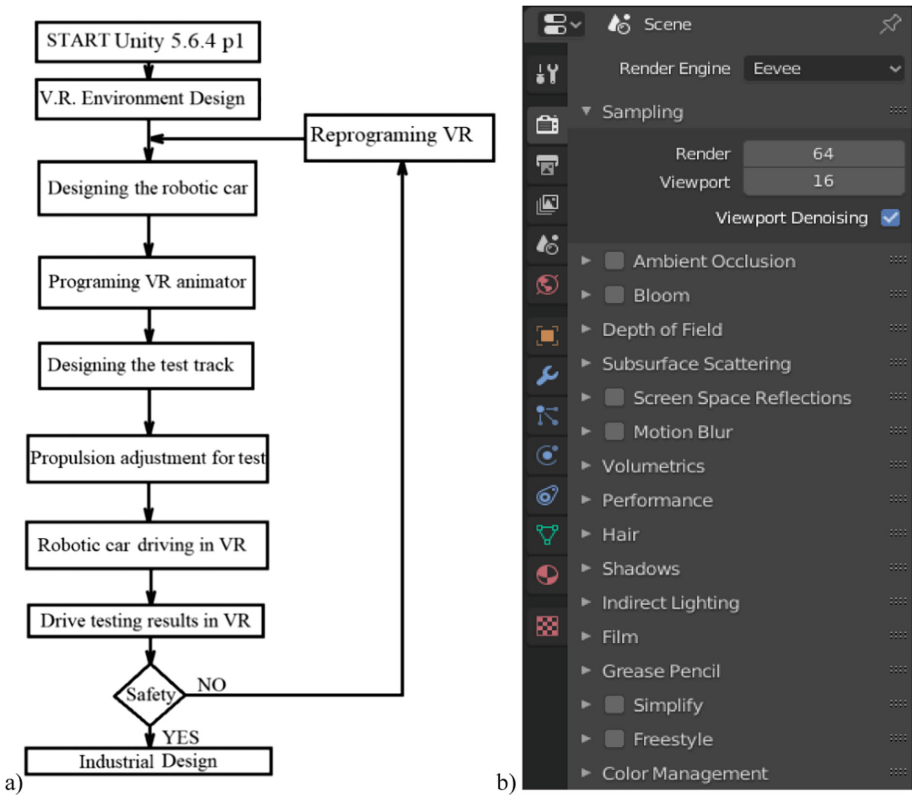 START Unity 5.6.4 p1
V.R. Environment Design
Reprograming VR
Designing the robotic car
Programing VR animator
Designing the test track
Propulsion adjustment for test
Robotic car driving in VR
Drive testing results in VR
Safety
NO
YES
Industrial Design
a)
Scene
Render Engine Eevee
Sampling
Render 64
Viewport 16
Viewport Denoising
Ambient Occlusion
Bloom
Depth of Field
Subsurface Scattering
Screen Space Reflections
Motion Blur
Volumetrics
Performance
Hair
Shadows
Indirect Lighting
Film
Grease Pencil
Simplify
Freestyle
Color Management
b)